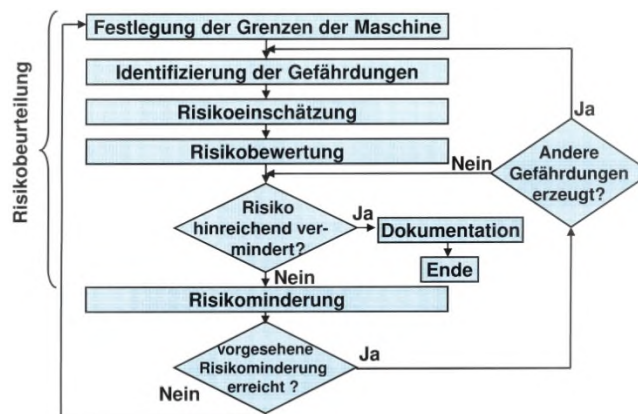 Festlegung der Grenzen der Maschine
Identifizierung der Gefährdungen
Risikoeinschätzung
Risikobewertung
Risikobeurteilung
Ja
Nein
Andere
Gefährdungen
erzeugt?
Risiko
hinreichend ver-
mindert?
Ja
Dokumentation
Ende
Nein
Risikominderung
vorgesehene
Risikominderung
erreicht ?
Ja
Nein